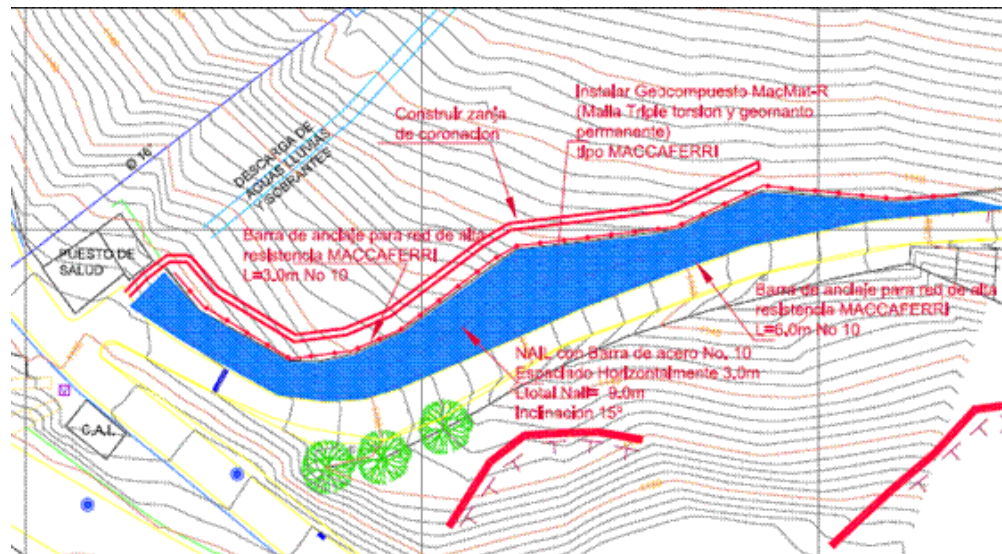 Construir zanja
de coronacion
Instalar Geocompuesto MacMat-R
(Malla Triple torsion y geomanto
permanente)
tipo MACCAFERRI
Ø 16"
DESCARGA DE
AGUAS LLUVIAS
Y SOBRANTES
PUESTO DE
SALUD
Barra de anclaje para red de alta
resistencia MACCAFERRI
L=3.0m No 10
Barra de anclaje para red de alta
resistencia MACCAFERRI
L=6.0m No 10
NAIL con Barra de acero No. 10
Espaciado Horizontalmente 3.0m
Ltotal Nail= 9.0m
Inclinacion 15°
C.A.I.